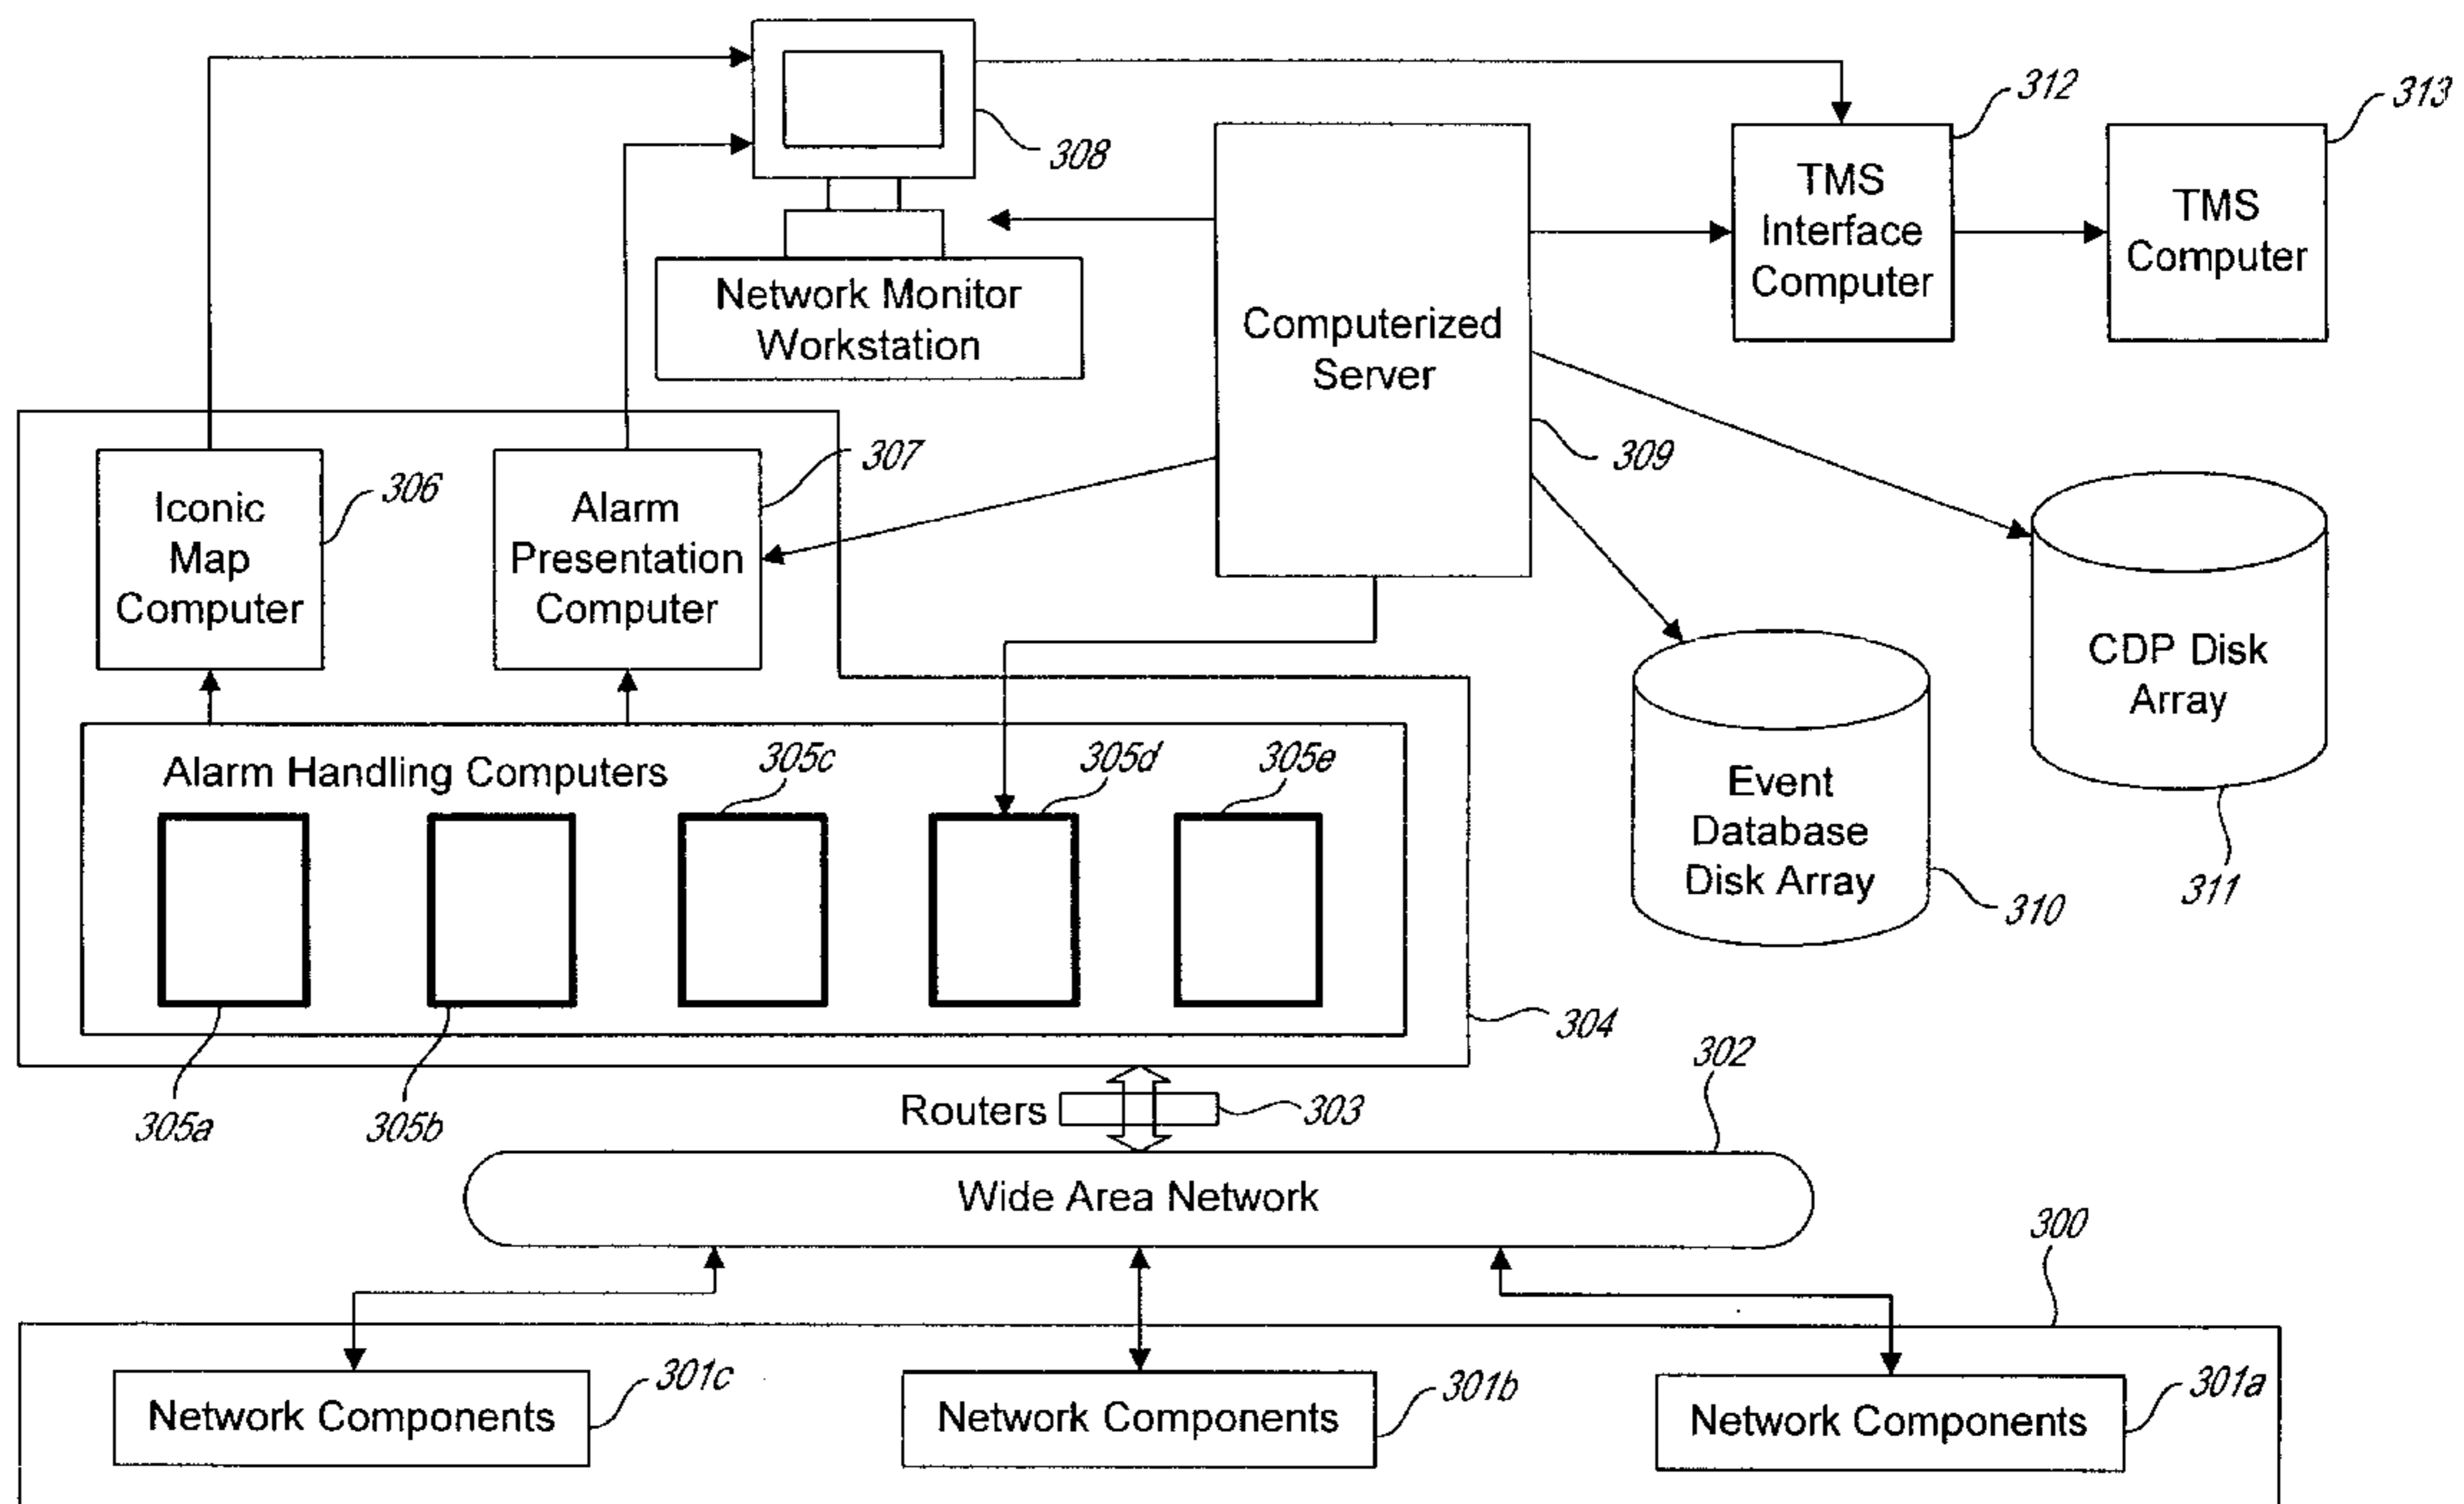 312
313
308
TMS
Interface
Computer
TMS
Computer
Network Monitor
Workstation
Computerized
Server
307
309
306
Iconic
Map
Computer
Alarm
Presentation
Computer
CDP Disk
Array
Alarm Handling Computers
305c
305d
305e
Event
Database
Disk Array
311
310
304
302
305a
305b
Routers
303
Wide Area Network
300
301c
301b
301a
Network Components
Network Components
Network Components